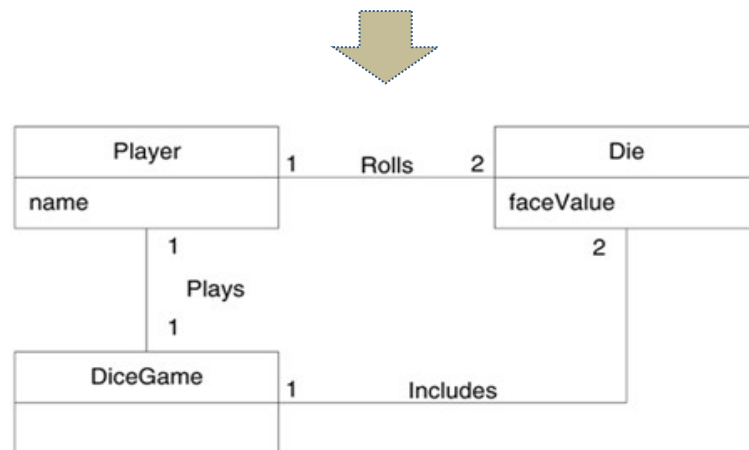 Player
Die
1 Rolls 2
name
faceValue
1
2
Plays
1
DiceGame
1 Includes